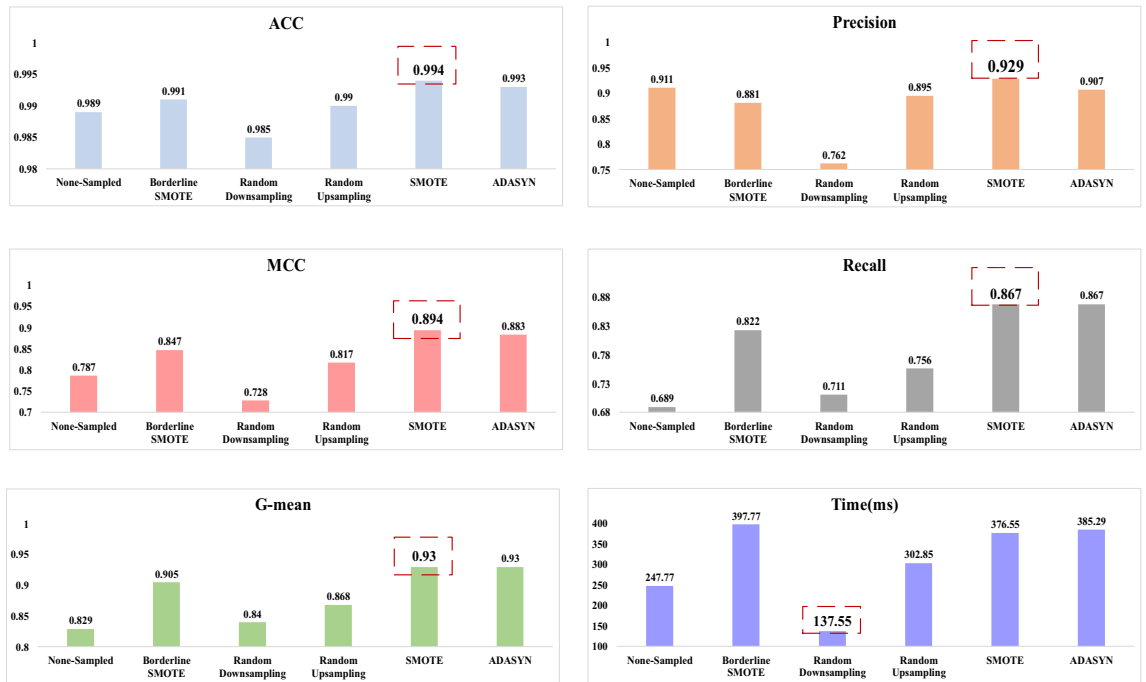 ACC
1
0.995
0.99
0.985
0.98
0.989
0.991
0.985
0.99
0.994
0.993
None-Sampled
Borderline
SMOTE
Random
Downsampling
Random
Upsampling
SMOTE
ADASYN
Precision
1
0.95
0.9
0.85
0.8
0.75
0.911
0.881
0.762
0.895
0.929
0.907
None-Sampled
Borderline
SMOTE
Random
Downsampling
Random
Upsampling
SMOTE
ADASYN
MCC
1
0.95
0.9
0.85
0.8
0.75
0.7
0.787
0.847
0.728
0.817
0.894
0.883
None-Sampled
Borderline
SMOTE
Random
Downsampling
Random
Upsampling
SMOTE
ADASYN
Recall
0.88
0.83
0.78
0.73
0.68
0.689
0.822
0.711
0.756
0.867
0.867
None-Sampled
Borderline
SMOTE
Random
Downsampling
Random
Upsampling
SMOTE
ADASYN
G-mean
1
0.95
0.9
0.85
0.8
0.829
0.905
0.84
0.868
0.93
0.93
None-Sampled
Borderline
SMOTE
Random
Downsampling
Random
Upsampling
SMOTE
ADASYN
Time(ms)
400
350
300
250
200
150
100
247.77
397.77
137.55
302.85
376.55
385.29
None-Sampled
Borderline
SMOTE
Random
Downsampling
Random
Upsampling
SMOTE
ADASYN